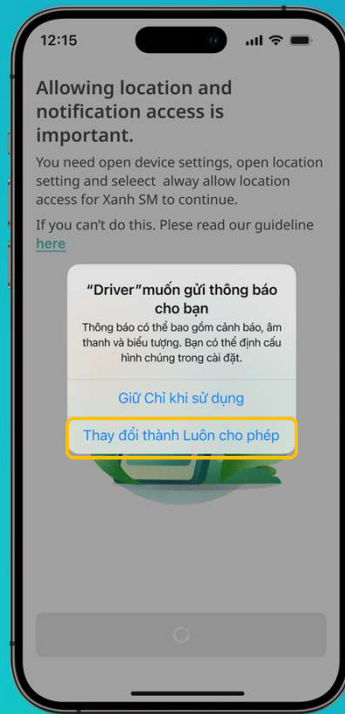 12:15
Allowing location and
notification access is
important.
You need open device settings, open location
setting and seleect alway allow location
access for Xanh SM to continue.
If you can't do this. Plese read our guideline
here
“Driver”muốn gửi thông báo
cho bạn
Thông báo có thể bao gồm cảnh báo, âm
thanh và biểu tượng. Bạn có thể định cấu
hình chúng trong cài đặt.
Giữ Chỉ khi sử dụng
Thay đổi thành Luôn cho phép